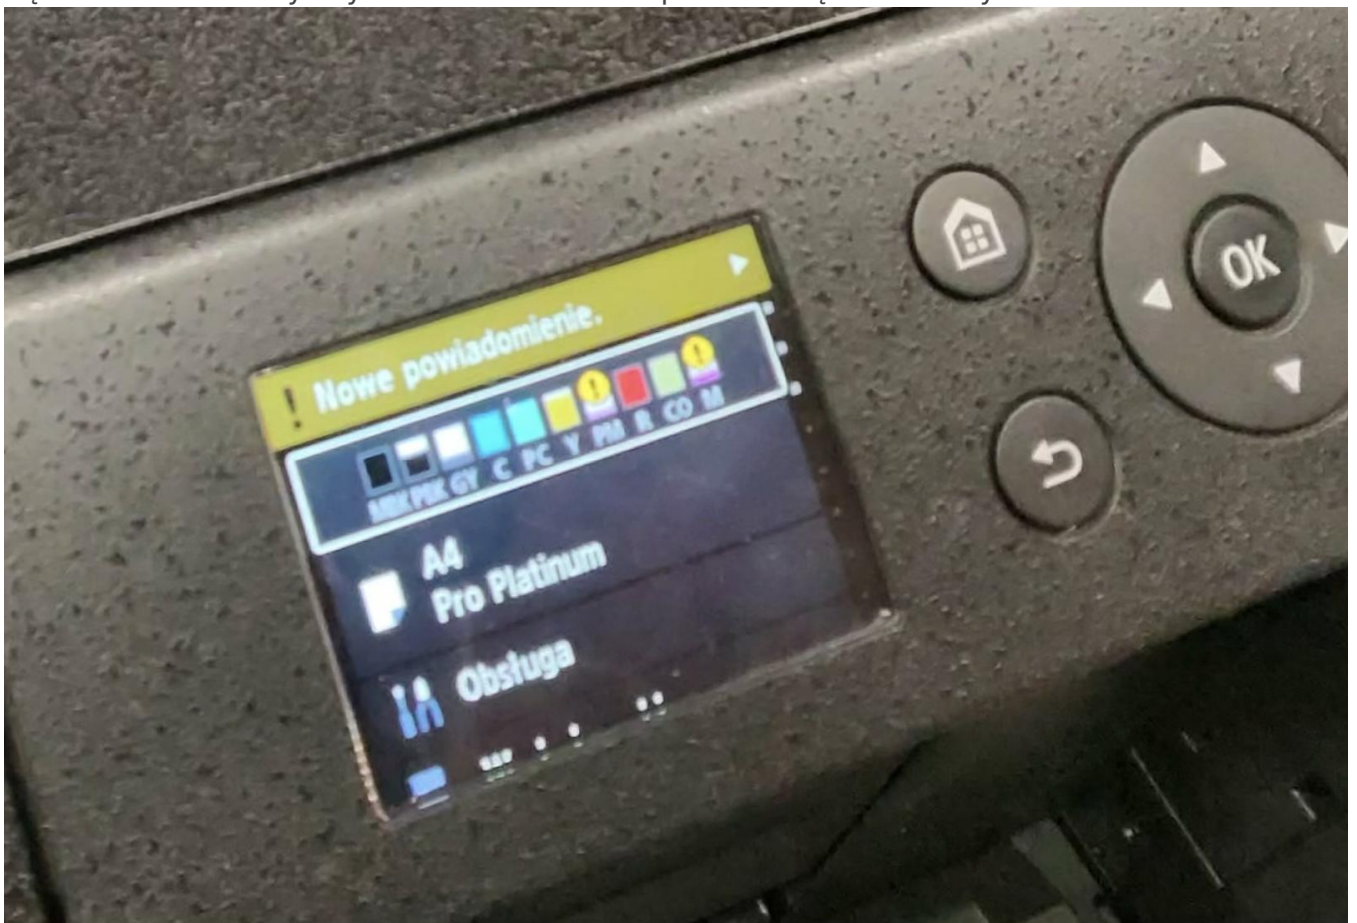 ! Nowe powiadomienie.
MBK PBK GY C PC Y PM R CO M
A4
Pro Platinum
Obsługa
OK